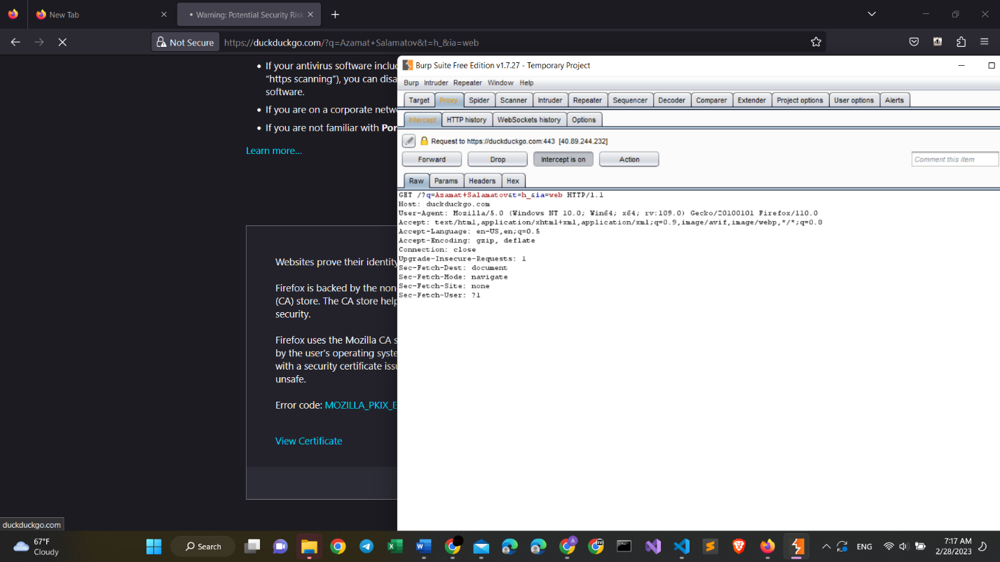 New Tab
Warning: Potential Security Risk
Not Secure
https://duckduckgo.com/?q=Azamat+Salamatov&t=h_&ia=web
If your antivirus software inclu
“https scanning”), you can disa
software.
If you are on a corporate netw
If you are not familiar with Por
Learn more…
Websites prove their identity
Firefox is backed by the non
(CA) store. The CA store help
security.
Firefox uses the Mozilla CA s
by the user's operating syste
with a security certificate issu
unsafe.
Error code: MOZILLA_PKIX_E
View Certificate
duckduckgo.com
Burp Suite Free Edition v1.7.27 - Temporary Project
Burp Intruder Repeater Window Help
Target Proxy Spider Scanner Intruder Repeater Sequencer Decoder Comparer Extender Project options User options Alerts
Intercept HTTP history WebSockets history Options
Request to https://duckduckgo.com:443 [40.89.244.232]
Forward Drop Intercept is on Action Comment this item
Raw Params Headers Hex
GET /?q=Azamat+Salamatov&t=h_&ia=web HTTP/1.1
Host: duckduckgo.com
User-Agent: Mozilla/5.0 (Windows NT 10.0; Win64; x64; rv:109.0) Gecko/20100101 Firefox/110.0
Accept: text/html,application/xhtml+xml,application/xml;q=0.9,image/avif,image/webp,*/*;q=0.8
Accept-Language: en-US,en;q=0.5
Accept-Encoding: gzip, deflate
Connection: close
Upgrade-Insecure-Requests: 1
Sec-Fetch-Dest: document
Sec-Fetch-Mode: navigate
Sec-Fetch-Site: none
Sec-Fetch-User: ?1
67°F
Cloudy
Search
ENG
7:17 AM
2/28/2023